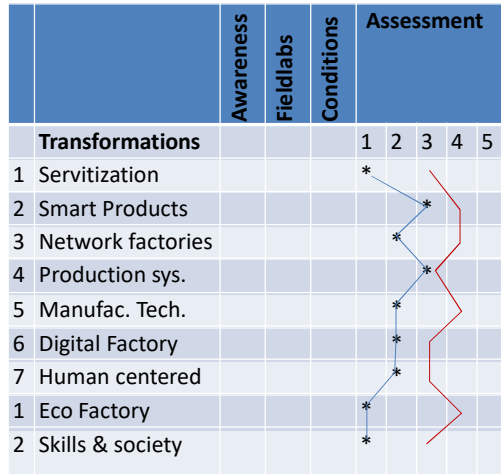 Awareness
Fieldlabs
Conditions
Assessment
Transformations 1 2 3 4 5
1 Servitization *
2 Smart Products *
3 Network factories *
4 Production sys. *
5 Manufac. Tech. *
6 Digital Factory *
7 Human centered *
1 Eco Factory *
2 Skills & society *